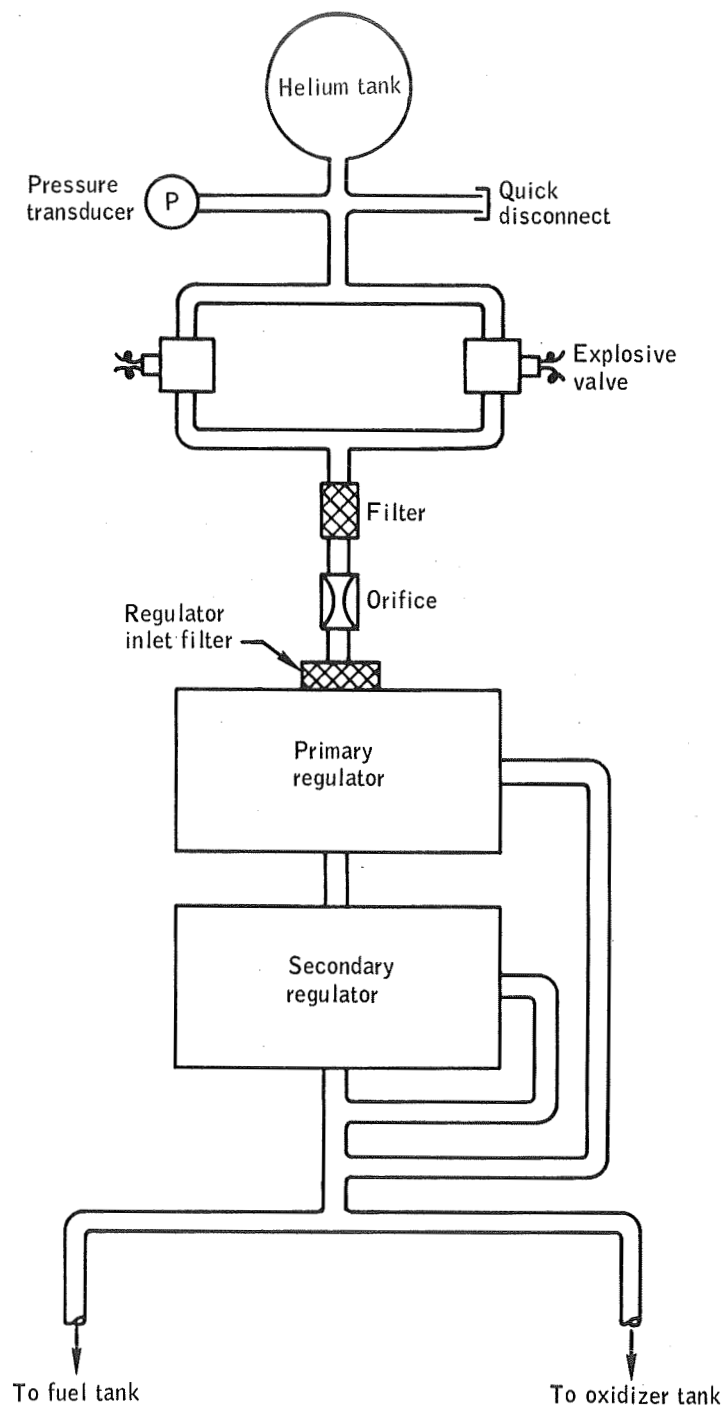 Helium tank
Pressure
transducer
P
Quick
disconnect
Explosive
valve
Filter
Orifice
Regulator
inlet filter
Primary
regulator
Secondary
regulator
To fuel tank
To oxidizer tank